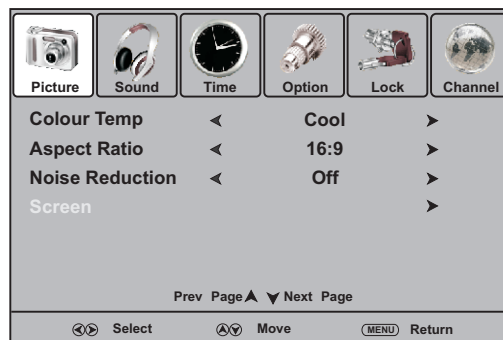 Picture Sound Time Option Lock Channel
Colour Temp Cool
Aspect Ratio 16:9
Noise Reduction Off
Screen
Prev Page Next Page
Select Move MENU Return